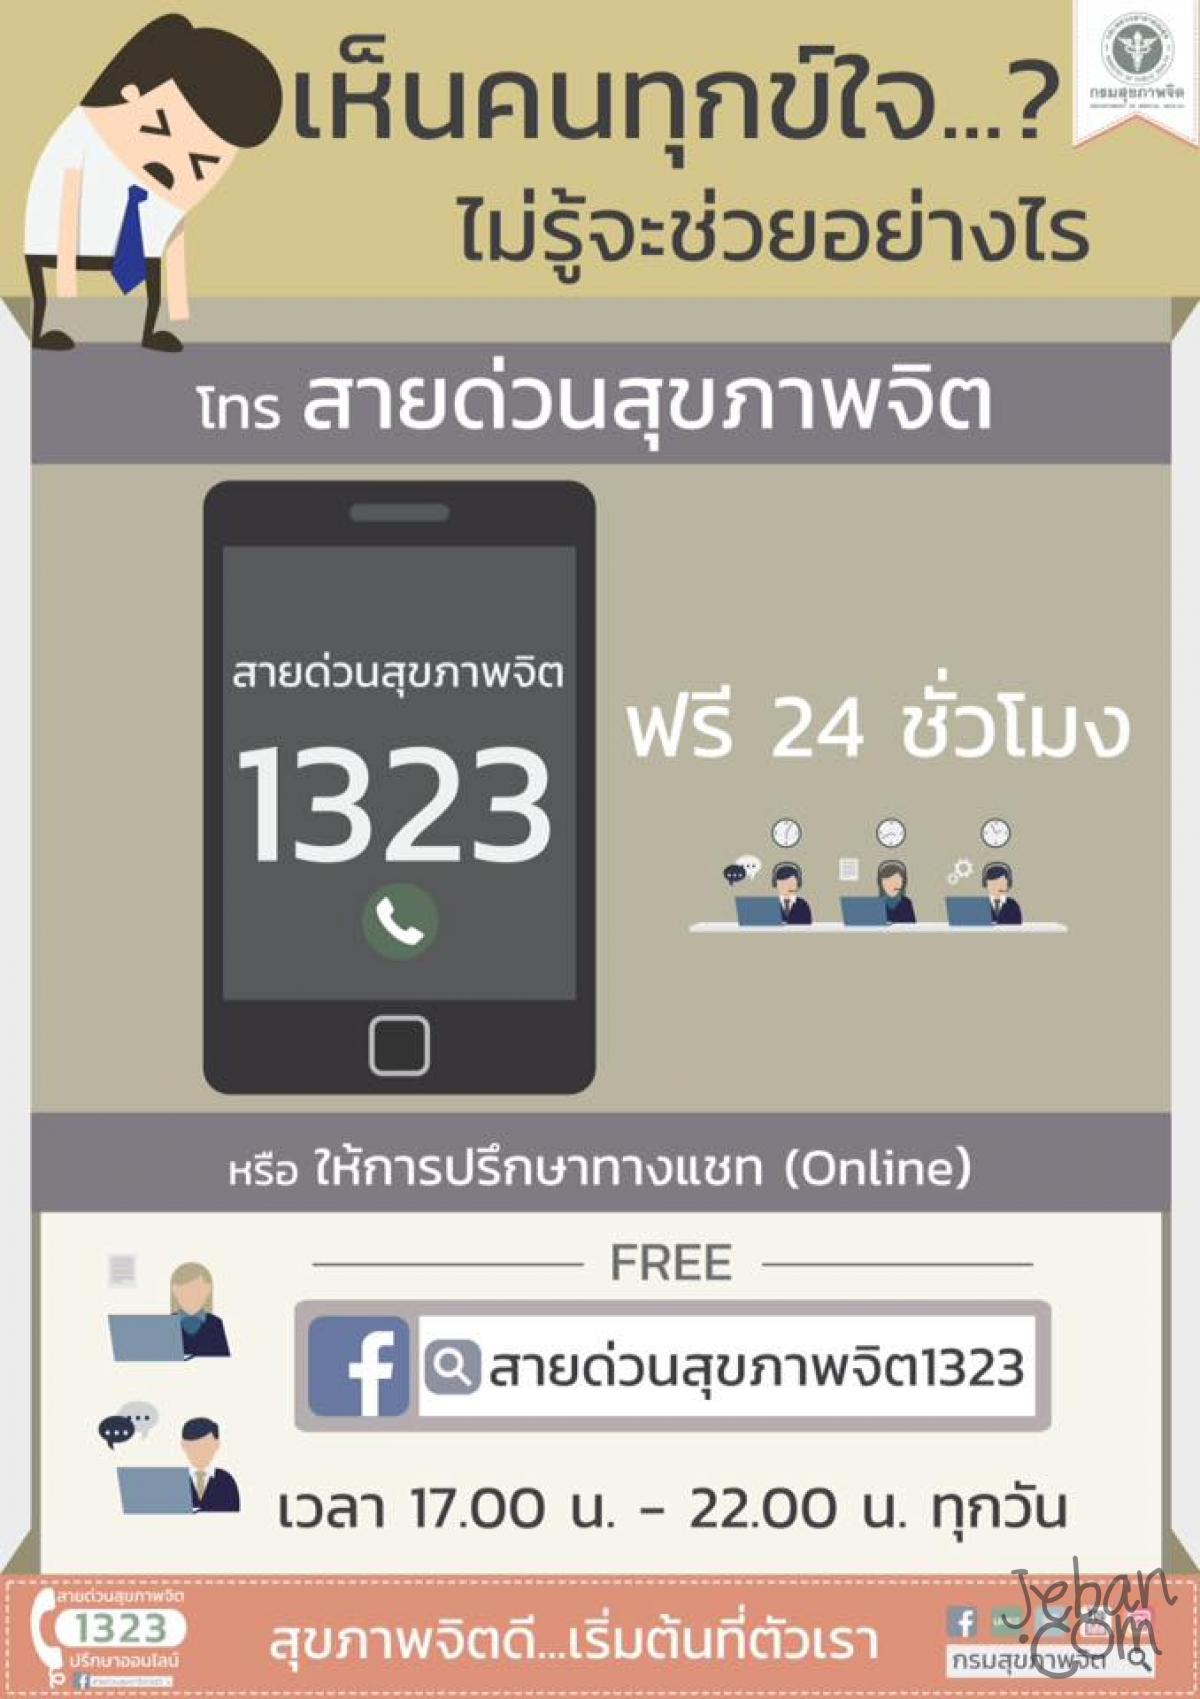 เห็นคนทุกข์ใจ...?
กรมสุขภาพจิต
DEPARTMENT OF MENTAL HEALTH
ไม่รู้จะช่วยอย่างไร
โทร สายด่วนสุขภาพจิต
สายด่วนสุขภาพจิต
1323
ฟรี 24 ชั่วโมง
หรือ ให้การปรึกษาทางแชท (Online)
FREE
สายด่วนสุขภาพจิต1323
เวลา 17.00 น. - 22.00 น. ทุกวัน
สายด่วนสุขภาพจิต
1323
ปรึกษาออนไลน์
สุขภาพจิตดี...เริ่มต้นที่ตัวเรา
กรมสุขภาพจิต
Jeban.com